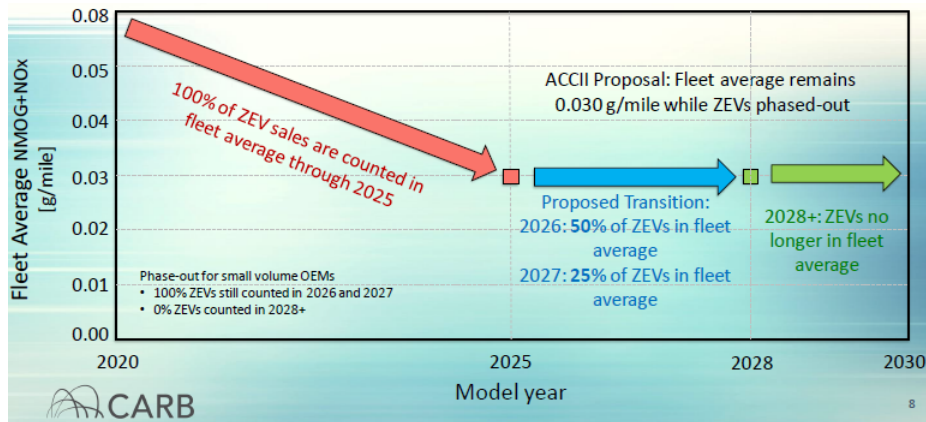 Fleet Average NMOG+NOx
[g/mile]
0.08
0.05
0.04
0.03
0.02
0.01
0.00
100% of ZEV sales are counted in
fleet average through 2025
ACCII Proposal: Fleet average remains
0.030 g/mile while ZEVs phased-out
Proposed Transition:
2026: 50% of ZEVs in fleet
average
2027: 25% of ZEVs in fleet
average
2028+: ZEVs no
longer in fleet
average
Phase-out for small volume OEMs
• 100% ZEVs still counted in 2026 and 2027
• 0% ZEVs counted in 2028+
2020
2025
2028
2030
Model year
CARB
8